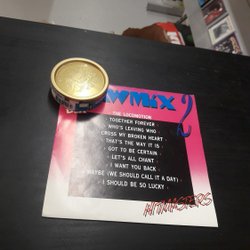 WMIX
2
THE LOCOMOTION
TOGETHER FOREVER -
WHO'S LEAVING WHO -
CROSS MY BROKEN HEART -
- THAT'S THE WAY IT IS -
- GOT TO BE CERTAIN -
- LET'S ALL CHANT -
- I WANT YOU BACK -
MAYBE (WE SHOULD CALL IT A DAY) -
- I SHOULD BE SO LUCKY -
MIXMASTERS